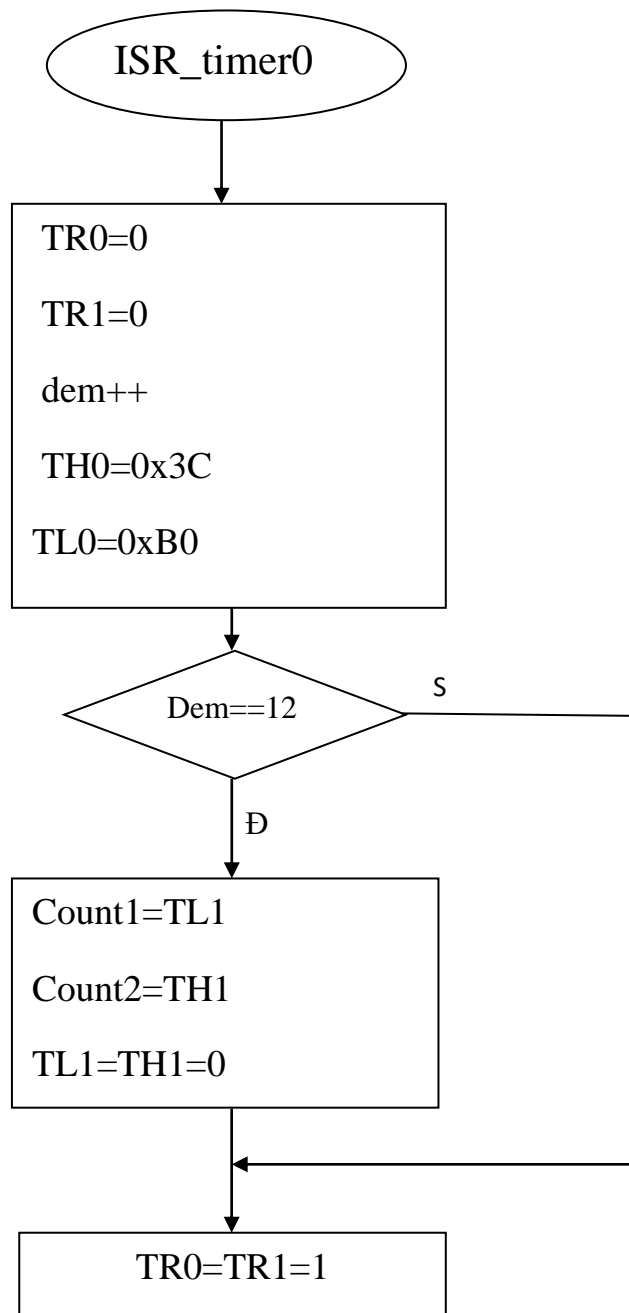 ISR_timer0
TR0=0
TR1=0
dem++
TH0=0x3C
TL0=0xB0
Dem==12
S
Đ
Count1=TL1
Count2=TH1
TL1=TH1=0
TR0=TR1=1